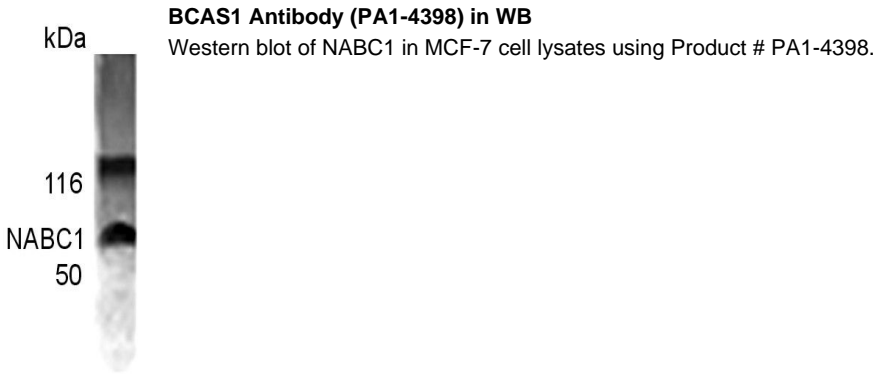 BCAS1 Antibody (PA1-4398) in WB
Western blot of NABC1 in MCF-7 cell lysates using Product # PA1-4398.
kDa
116
NABC1
50